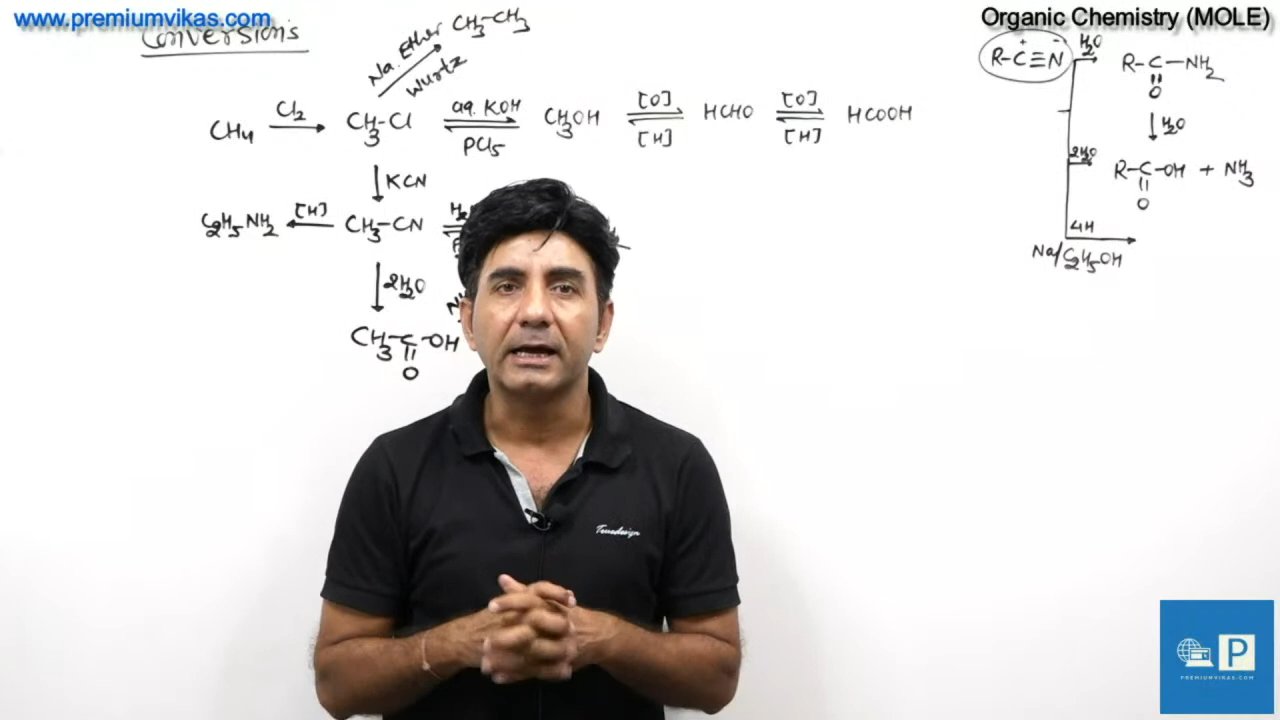 www.premiumvikas.com
Organic Chemistry (MOLE)
Conversions
Na. Ether CH3-CH3
Wurtz
CH4 Cl2 CH3-Cl aq. KOH CH3OH [O] HCHO [O] HCOOH
PCl5 [H] [H]
KCN
C2H5NH2 [H] CH3-CN
2H2O
CH3-C-OH
O
+ -
R-C≡N H2O R-C-NH2
O
H2O
2H2O R-C-OH + NH3
O
4H
Na/C2H5OH
Truedesign
P
PREMIUMVIKAS.COM